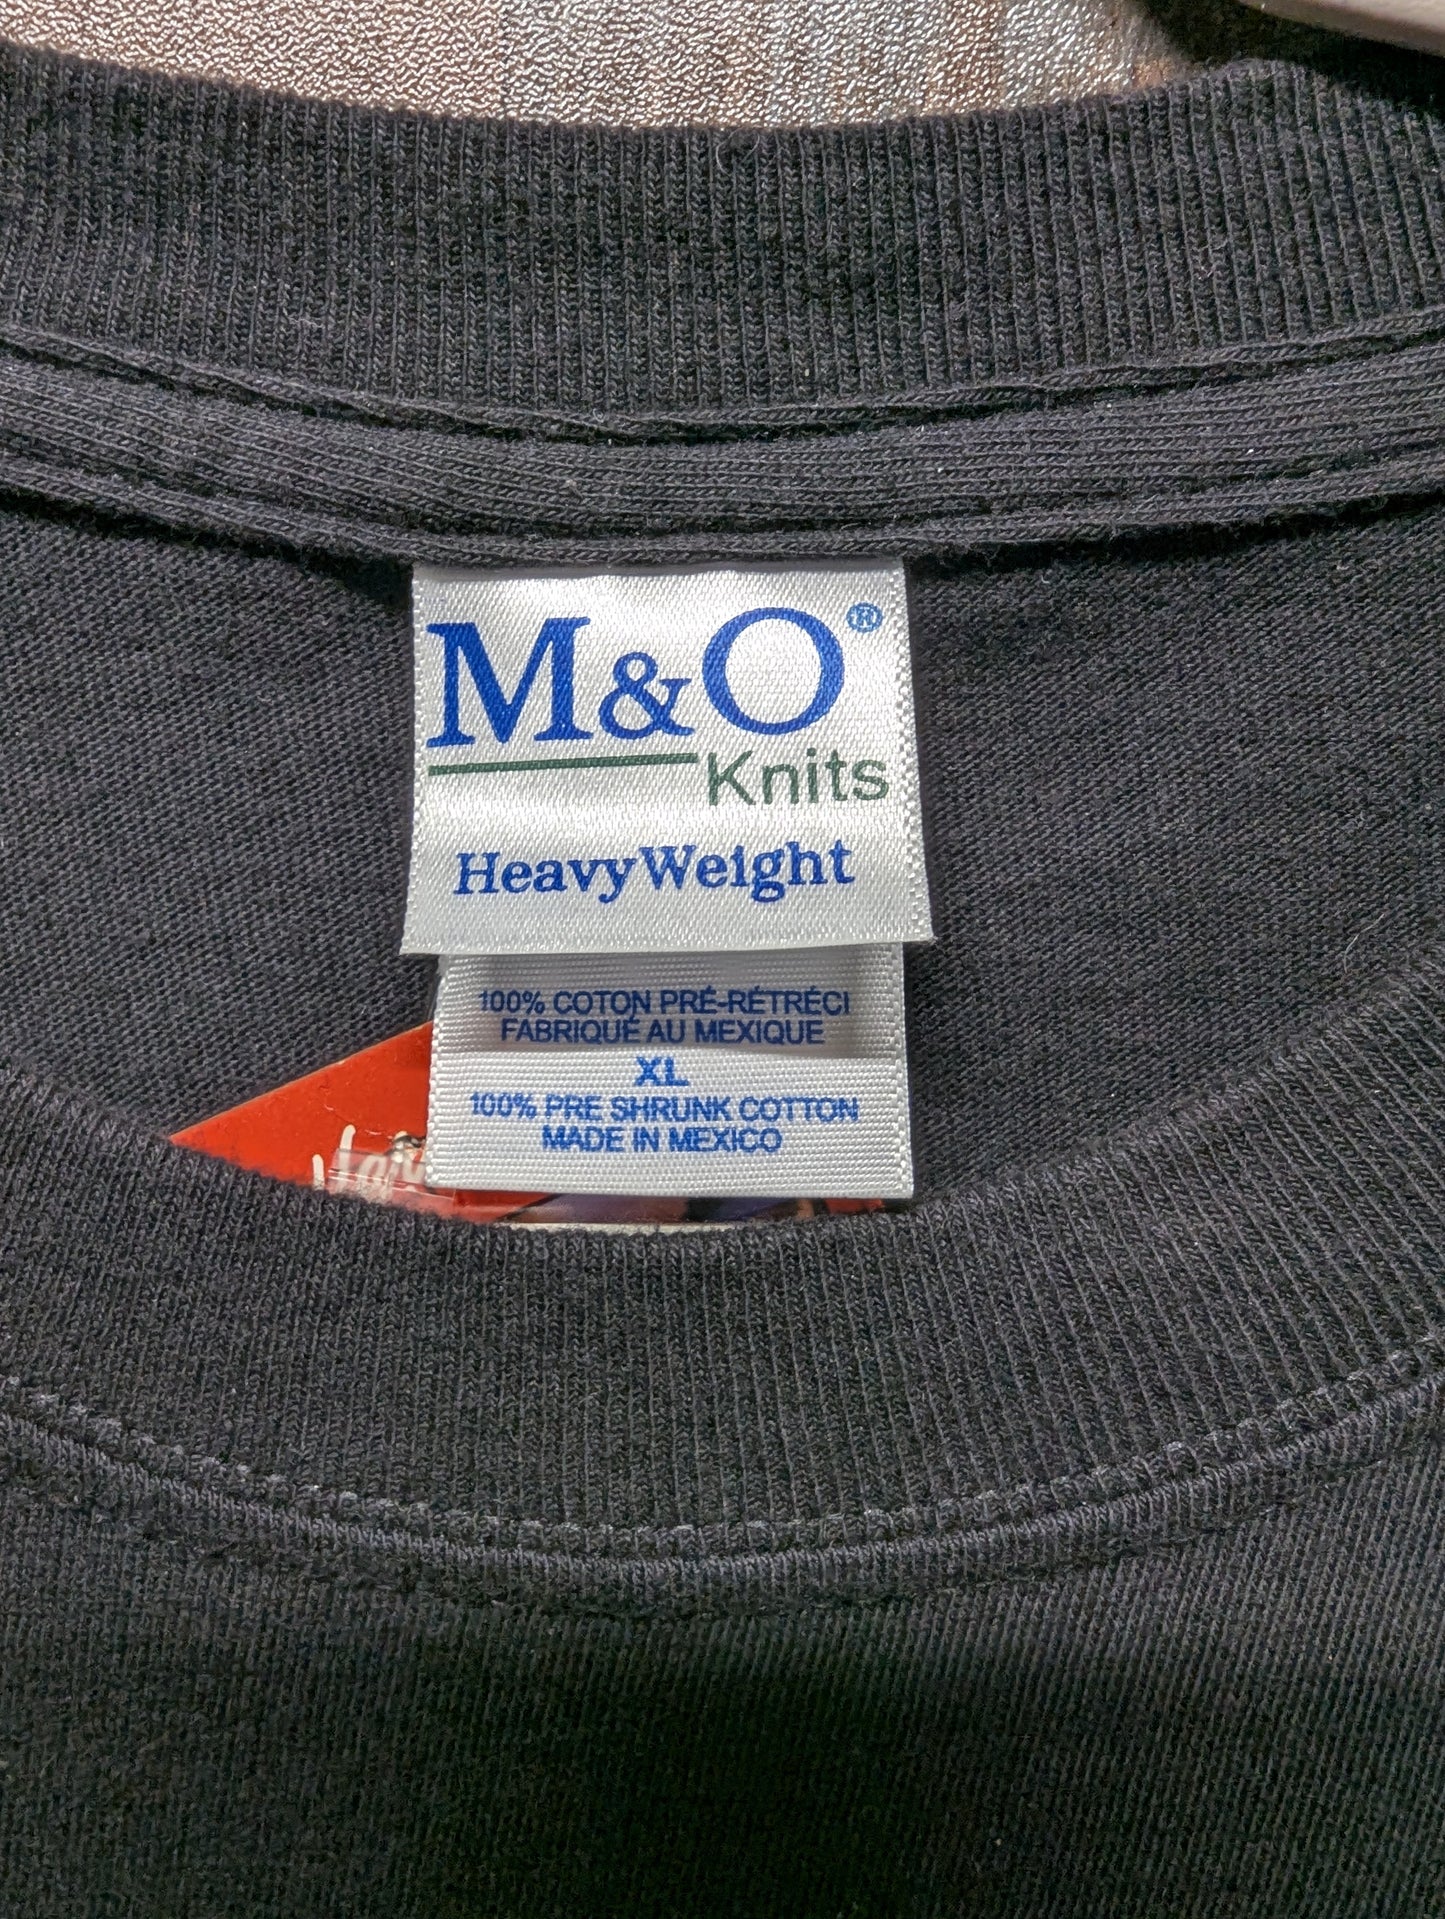 M&O®
Knits
HeavyWeight
100% COTON PRÉ-RÉTRÉCI
FABRIQUÉ AU MEXIQUE
XL
100% PRE SHRUNK COTTON
MADE IN MEXICO